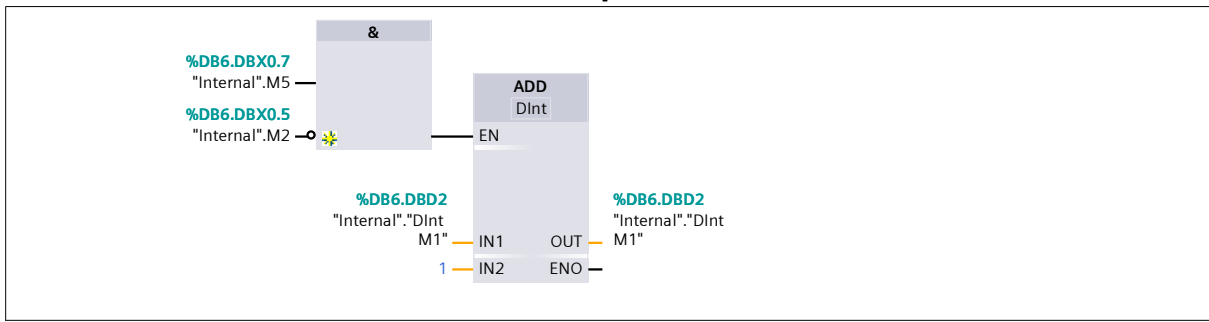 &
%DB6.DBX0.7
"Internal".M5
ADD
DInt
%DB6.DBX0.5
"Internal".M2
EN
%DB6.DBD2
"Internal"."DInt
M1"
%DB6.DBD2
"Internal"."DInt
M1"
IN1
OUT
1
IN2
ENO